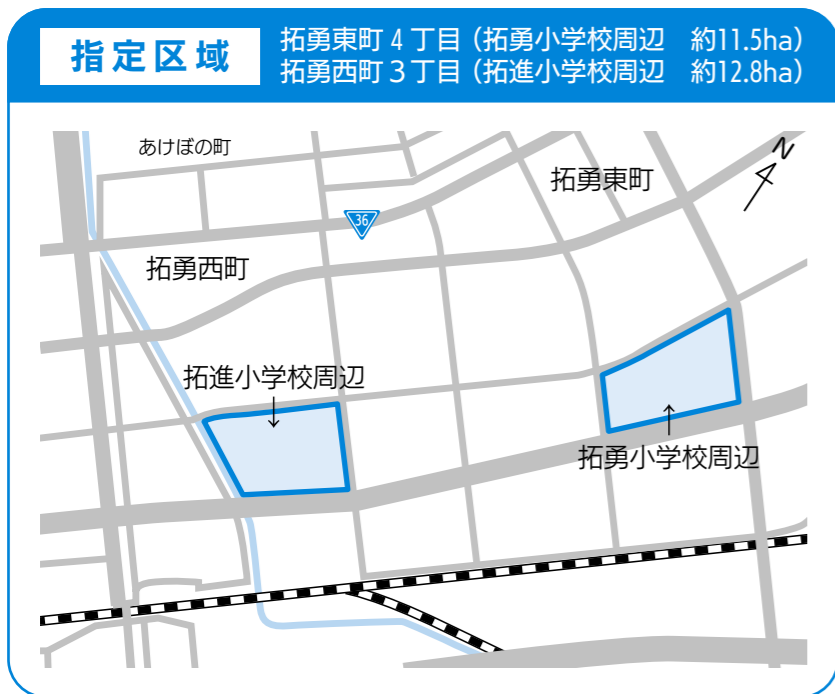 指定区域
拓勇東町4丁目（拓勇小学校周辺　約11.5ha）
拓勇西町3丁目（拓進小学校周辺　約12.8ha）
あけぼの町
N
拓勇東町
36
拓勇西町
拓進小学校周辺
拓勇小学校周辺